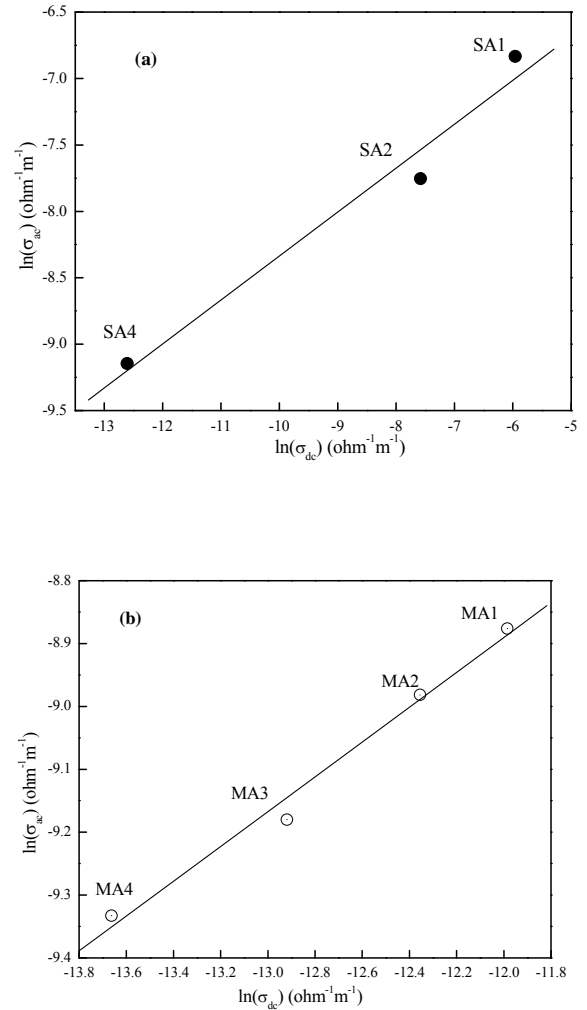 -6.5
SA1
(a)
-7.0
-7.5
SA2
ln(σac) (ohm⁻¹m⁻¹)
-8.0
-8.5
SA4
-9.0
-9.5
-13 -12 -11 -10 -9 -8 -7 -6 -5
ln(σdc) (ohm⁻¹m⁻¹)
-8.8
(b)
MA1
-8.9
MA2
-9.0
ln(σac) (ohm⁻¹m⁻¹)
-9.1
MA3
-9.2
MA4
-9.3
-9.4
-13.8 -13.6 -13.4 -13.2 -13.0 -12.8 -12.6 -12.4 -12.2 -12.0 -11.8
ln(σdc) (ohm⁻¹m⁻¹)